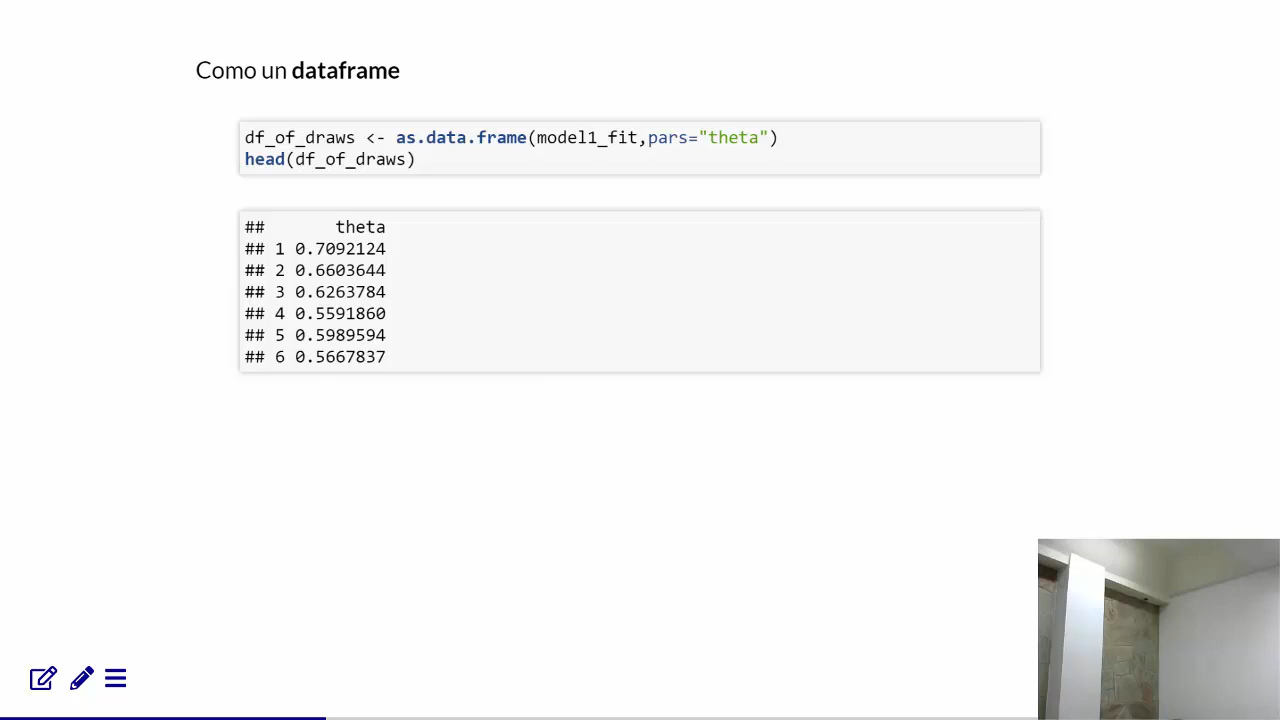 Como un dataframe
df_of_draws <- as.data.frame(model1_fit,pars="theta")
head(df_of_draws)
##       theta
## 1 0.7092124
## 2 0.6603644
## 3 0.6263784
## 4 0.5591860
## 5 0.5989594
## 6 0.5667837